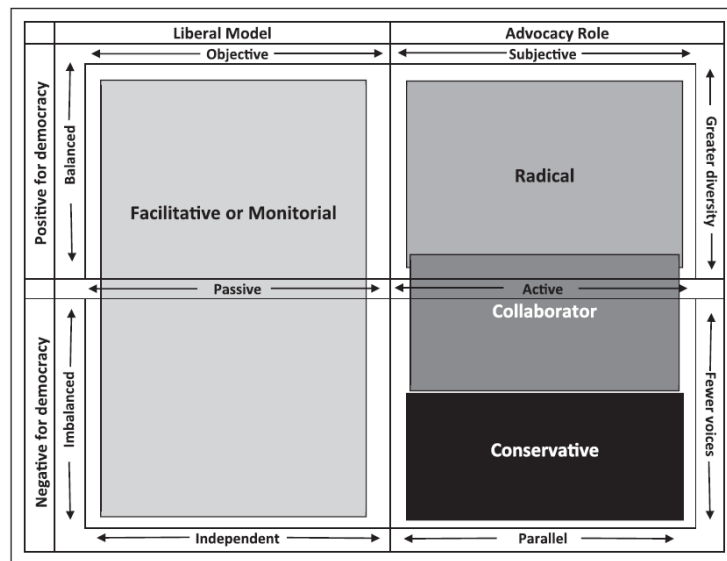 Liberal Model
Advocacy Role
Objective
Subjective
Positive for democracy
Balanced
Greater diversity
Facilitative or Monitorial
Radical
Passive
Active
Collaborator
Negative for democracy
Imbalanced
Fewer voices
Conservative
Independent
Parallel